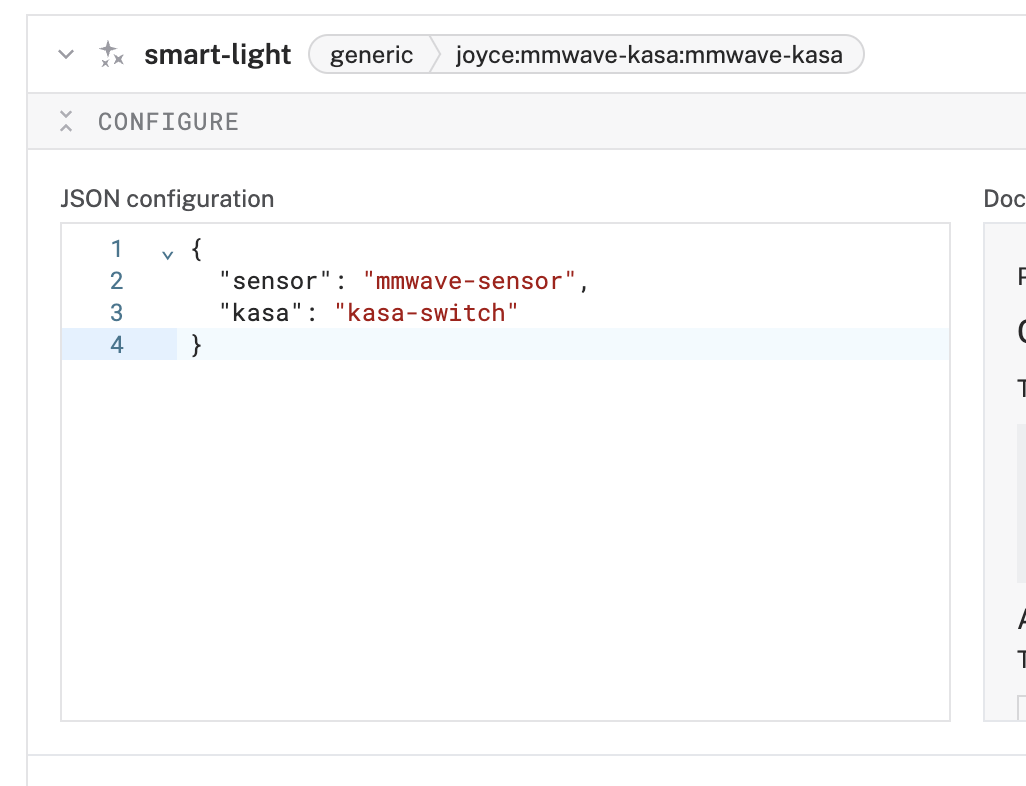 smart-light generic joyce:mmwave-kasa:mmwave-kasa
CONFIGURE
JSON configuration
1 {
2 "sensor": "mmwave-sensor",
3 "kasa": "kasa-switch"
4 }